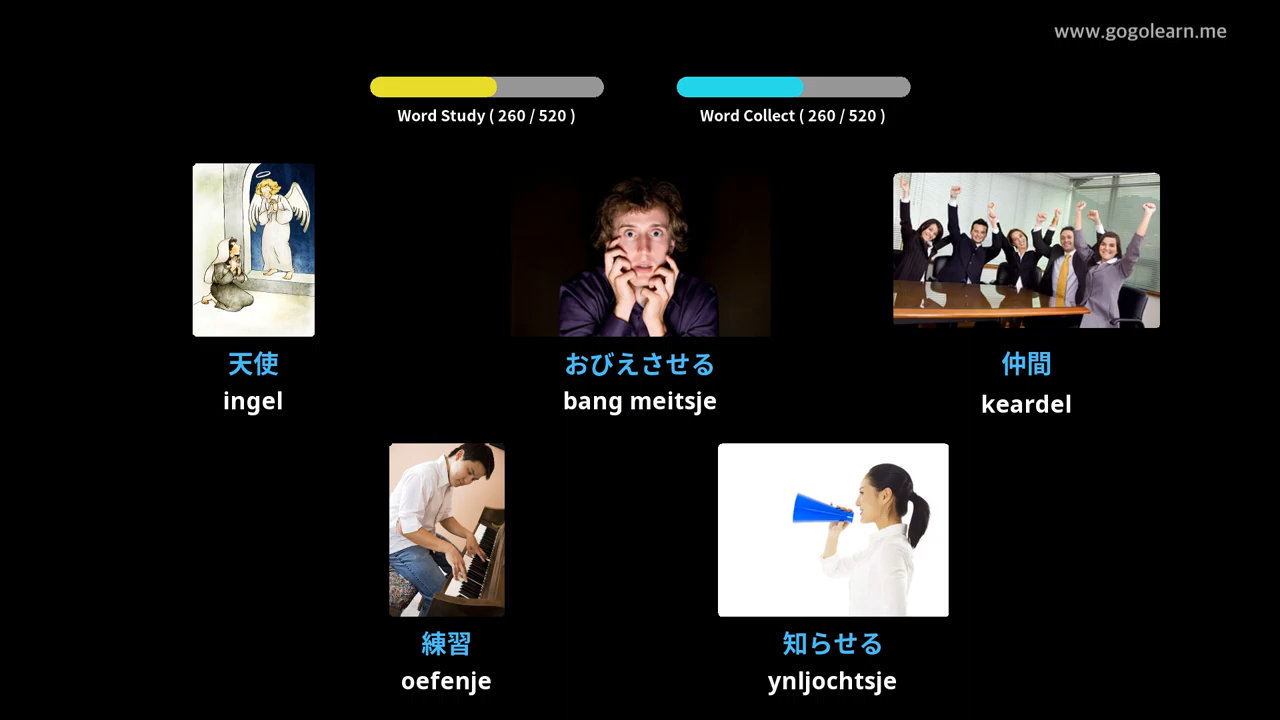 www.gogolearn.me
Word Study ( 260 / 520 )
Word Collect ( 260 / 520 )
天使
ingel
おびえさせる
bang meitsje
仲間
keardel
練習
oefenje
知らせる
ynljochtsje